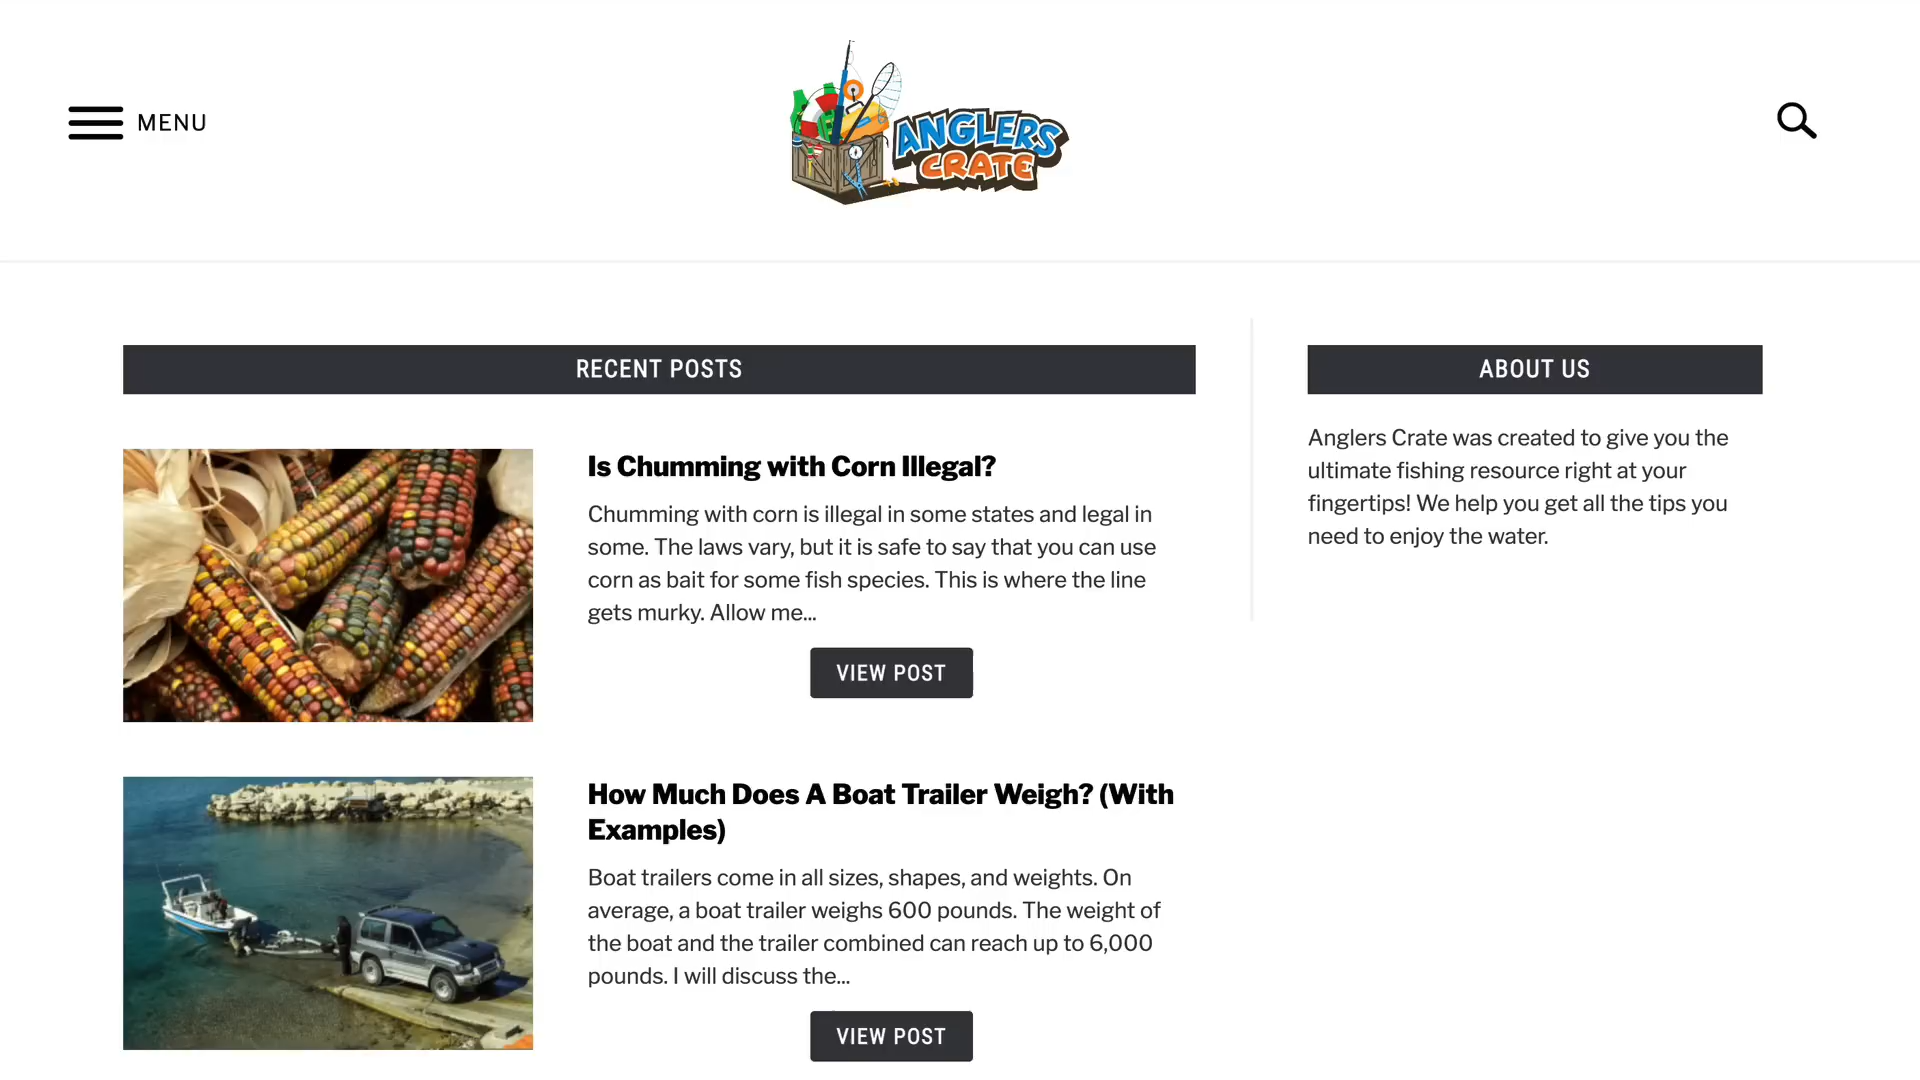 MENU
ANGLERS
CRATE
RECENT POSTS
Is Chumming with Corn Illegal?
Chumming with corn is illegal in some states and legal in
some. The laws vary, but it is safe to say that you can use
corn as bait for some fish species. This is where the line
gets murky. Allow me...
VIEW POST
How Much Does A Boat Trailer Weigh? (With
Examples)
Boat trailers come in all sizes, shapes, and weights. On
average, a boat trailer weighs 600 pounds. The weight of
the boat and the trailer combined can reach up to 6,000
pounds. I will discuss the...
VIEW POST
ABOUT US
Anglers Crate was created to give you the
ultimate fishing resource right at your
fingertips! We help you get all the tips you
need to enjoy the water.